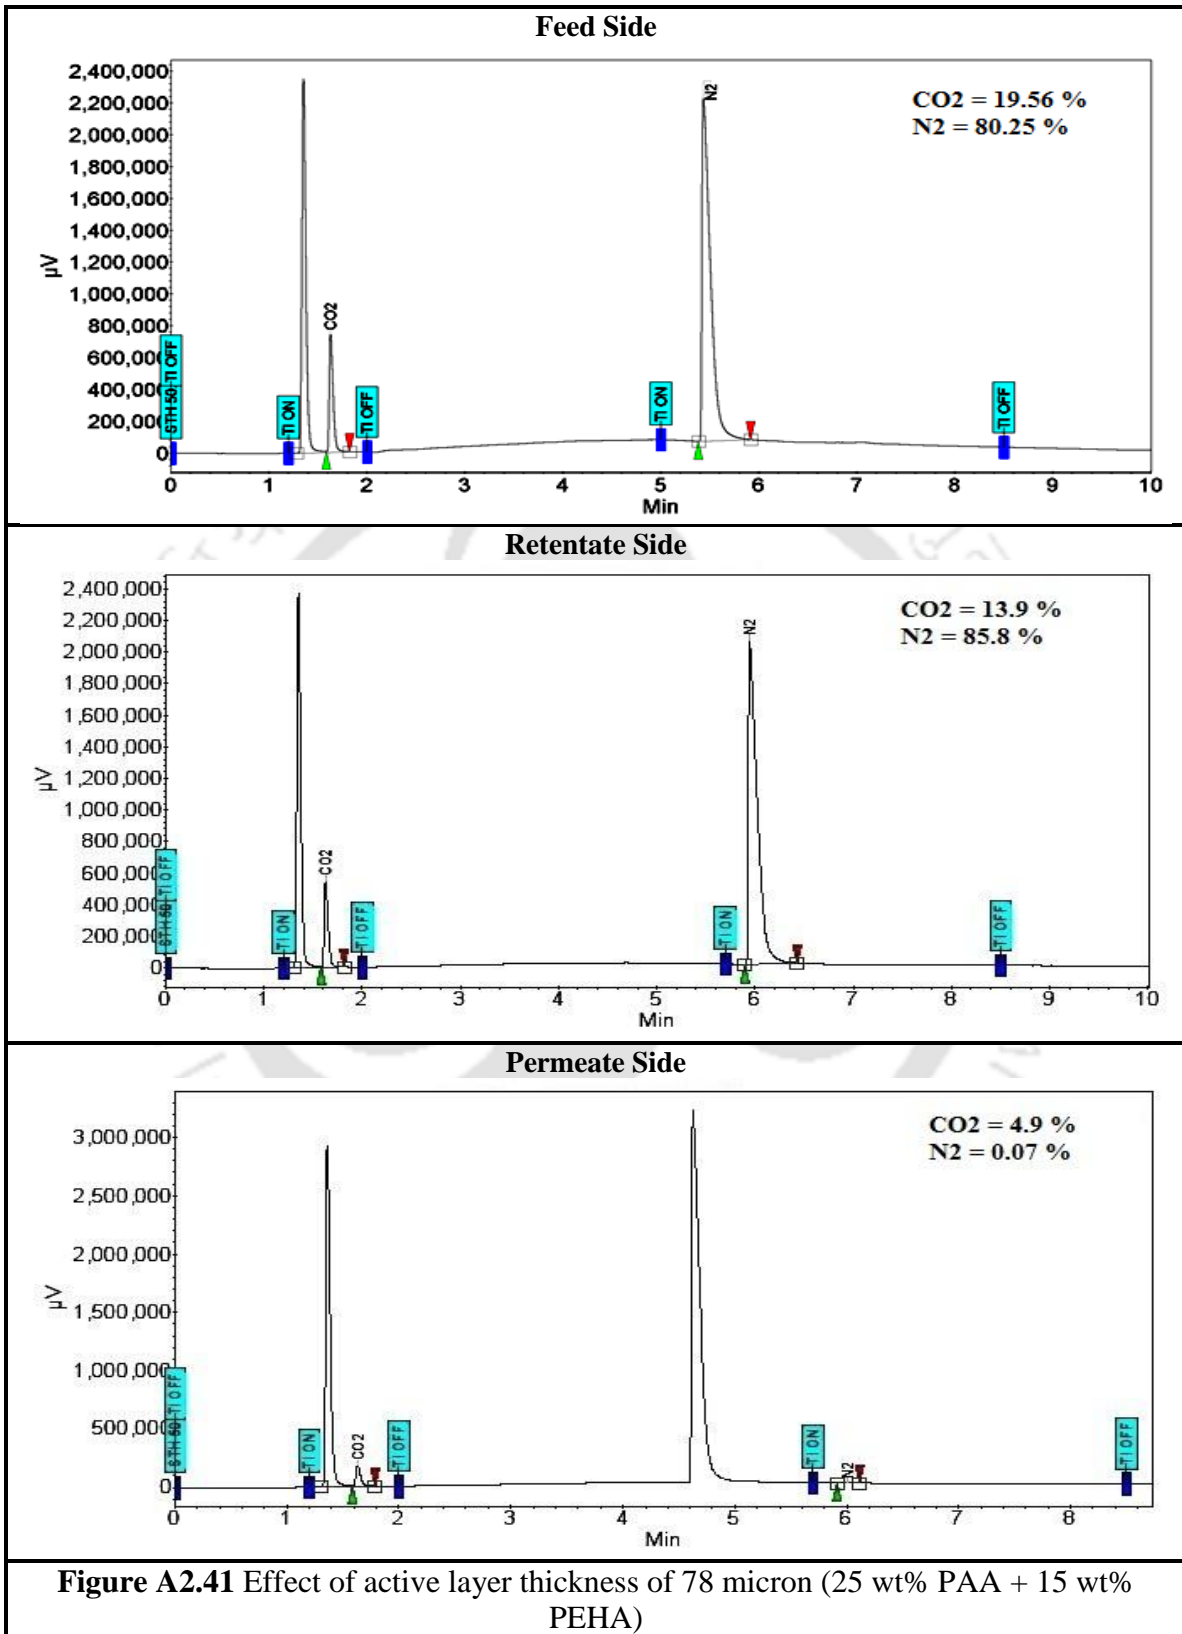 Feed Side
CO2 = 19.56 %
N2 = 80.25 %
2,400,000
2,200,000
2,000,000
1,800,000
1,600,000
1,400,000
1,200,000
1,000,000
800,000
600,000
400,000
200,000
0
µV
STH 50 -TI OFF
-TI ON
CO2
-TI OFF
-TI ON
N2
-TI OFF
0 1 2 3 4 5 6 7 8 9 10
Min
Retentate Side
CO2 = 13.9 %
N2 = 85.8 %
2,400,000
2,200,000
2,000,000
1,800,000
1,600,000
1,400,000
1,200,000
1,000,000
800,000
600,000
400,000
200,000
0
µV
STH 50 -TI OFF
-TI ON
CO2
-TI OFF
-TI ON
N2
-TI OFF
0 1 2 3 4 5 6 7 8 9 10
Min
Permeate Side
CO2 = 4.9 %
N2 = 0.07 %
3,000,000
2,500,000
2,000,000
1,500,000
1,000,000
500,000
0
µV
STH 50 -TI OFF
-TI ON
CO2
-TI OFF
-TI ON
N2
-TI OFF
0 1 2 3 4 5 6 7 8
Min
Figure A2.41 Effect of active layer thickness of 78 micron (25 wt% PAA + 15 wt%
PEHA)